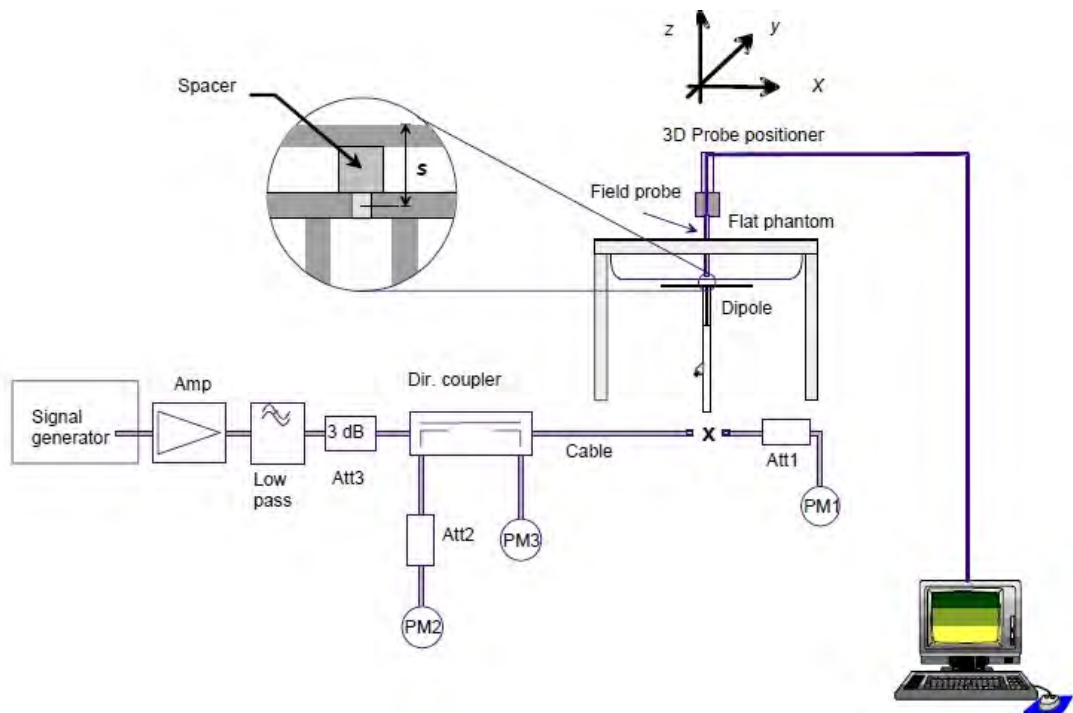 z
y
X
Spacer
s
3D Probe positioner
Field probe
Flat phantom
Dipole
Dir. coupler
Amp
Signal
generator
3 dB
Cable
X
Att1
Low
pass
Att3
PM1
Att2
PM3
PM2